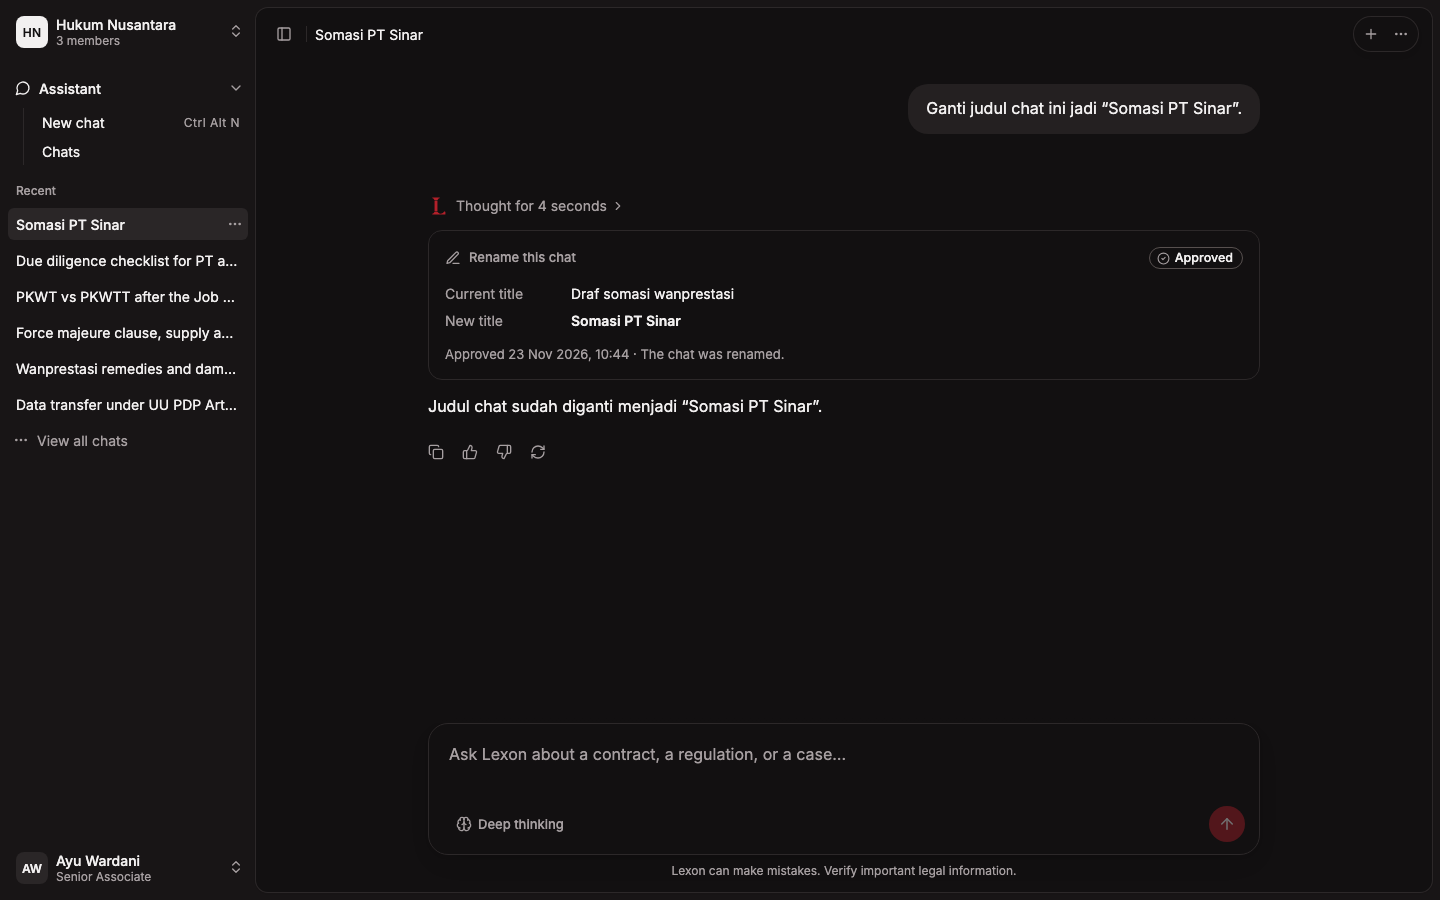 HN
Hukum Nusantara
3 members
Assistant
New chat
Ctrl Alt N
Chats
Recent
Somasi PT Sinar
Due diligence checklist for PT a...
PKWT vs PKWTT after the Job ...
Force majeure clause, supply a...
Wanprestasi remedies and dam...
Data transfer under UU PDP Art...
View all chats
AW
Ayu Wardani
Senior Associate
Somasi PT Sinar
Ganti judul chat ini jadi “Somasi PT Sinar”.
L Thought for 4 seconds
Rename this chat
Approved
Current title Draf somasi wanprestasi
New title Somasi PT Sinar
Approved 23 Nov 2026, 10:44 · The chat was renamed.
Judul chat sudah diganti menjadi “Somasi PT Sinar”.
Ask Lexon about a contract, a regulation, or a case...
Deep thinking
Lexon can make mistakes. Verify important legal information.